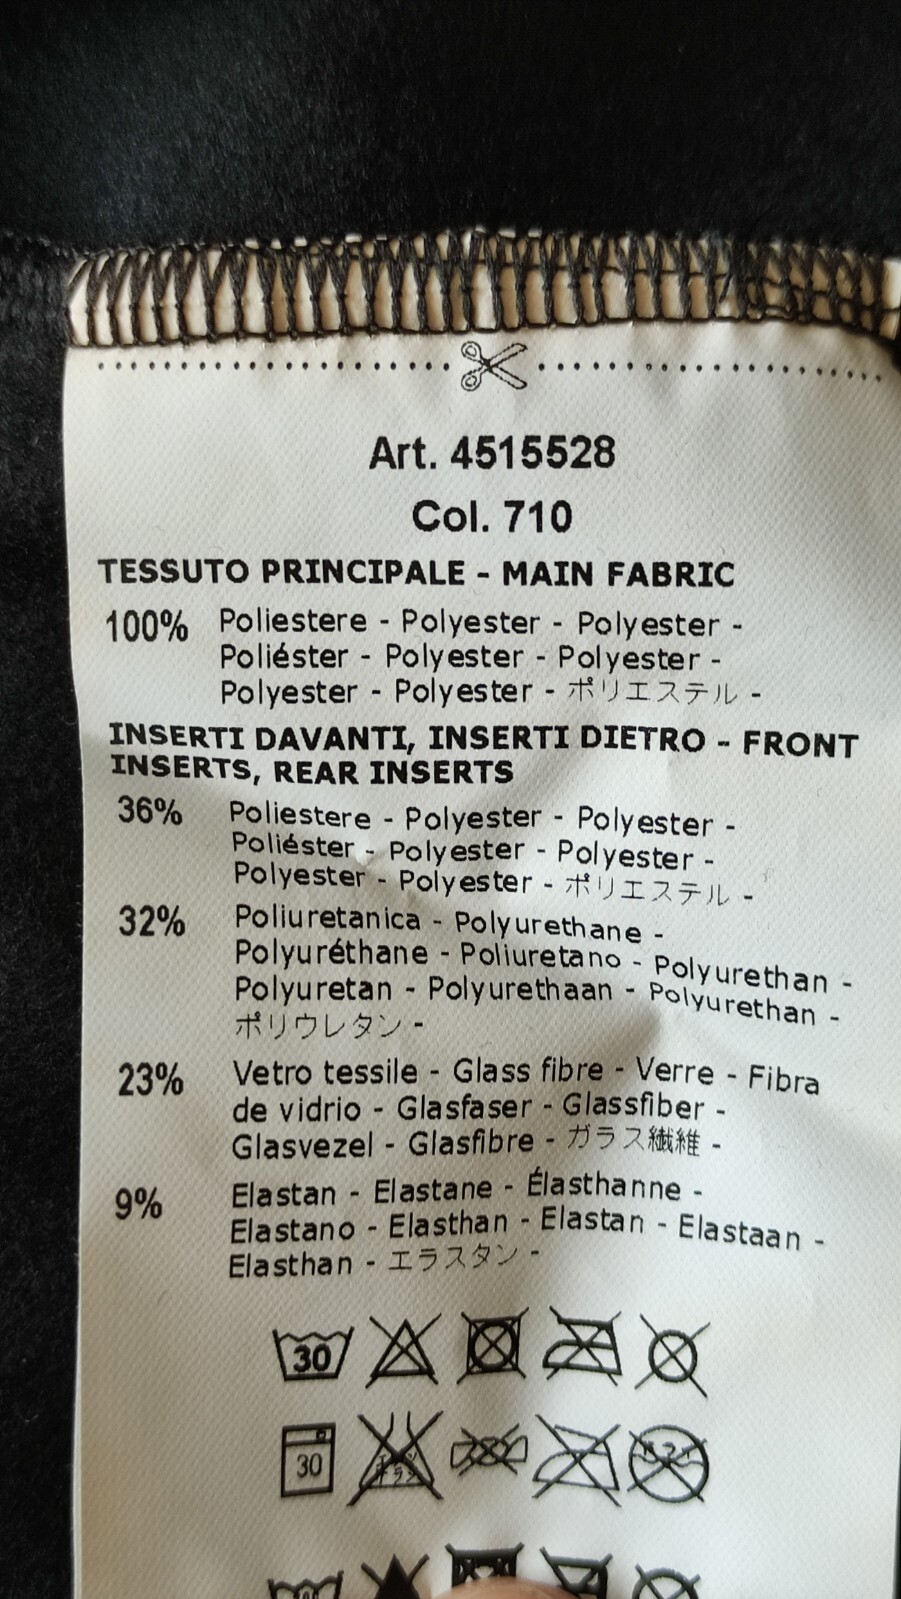 Art. 4515528
Col. 710
TESSUTO PRINCIPALE - MAIN FABRIC
100% Poliestere - Polyester - Polyester -
Poliéster - Polyester - Polyester -
Polyester - Polyester - ポリエステル -
INSERTI DAVANTI, INSERTI DIETRO - FRONT
INSERTS, REAR INSERTS
36% Poliestere - Polyester - Polyester -
Poliéster - Polyester - Polyester -
Polyester - Polyester - ポリエステル -
32% Poliuretanica - Polyurethane -
Polyuréthane - Poliuretano - Polyurethan -
Polyuretan - Polyurethaan - Polyurethan -
ポリウレタン -
23% Vetro tessile - Glass fibre - Verre - Fibra
de vidrio - Glasfaser - Glassfiber -
Glasvezel - Glasfibre - ガラス繊維 -
9% Elastan - Elastane - Élasthanne -
Elastano - Elasthan - Elastan - Elastaan -
Elasthan - エラスタン -
30
30